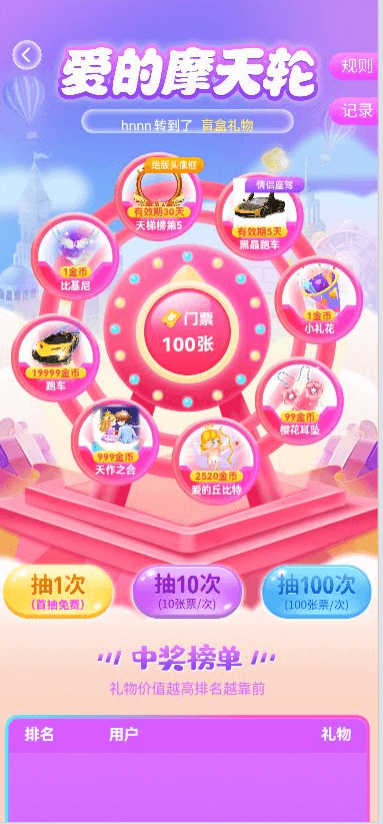 爱的摩天轮
规则
hnnn 转到了 盲盒礼物
记录
绝版头像框
有效期30天
天梯榜第5
情侣座驾
有效期5天
黑晶跑车
1金币
比基尼
门票
100张
1金币
小礼花
19999金币
跑车
99金币
樱花耳坠
999金币
天作之合
2520金币
爱的丘比特
抽1次
(首抽免费)
抽10次
(10张票/次)
抽100次
(100张票/次)
中奖榜单
礼物价值越高排名越靠前
排名 用户 礼物